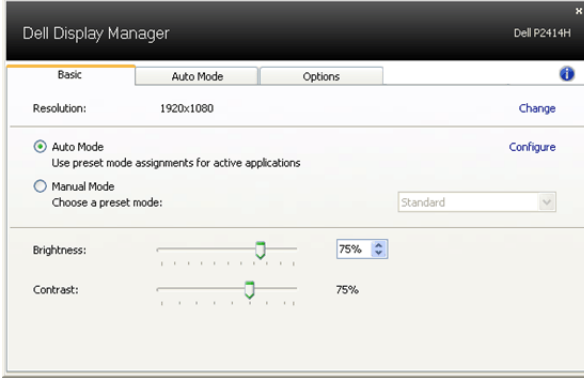 Dell Display Manager
Dell P2414H
Basic
Auto Mode
Options
Resolution:
1920x1080
Change
Auto Mode
Configure
Use preset mode assignments for active applications
Manual Mode
Choose a preset mode:
Standard
Brightness:
75%
Contrast:
75%